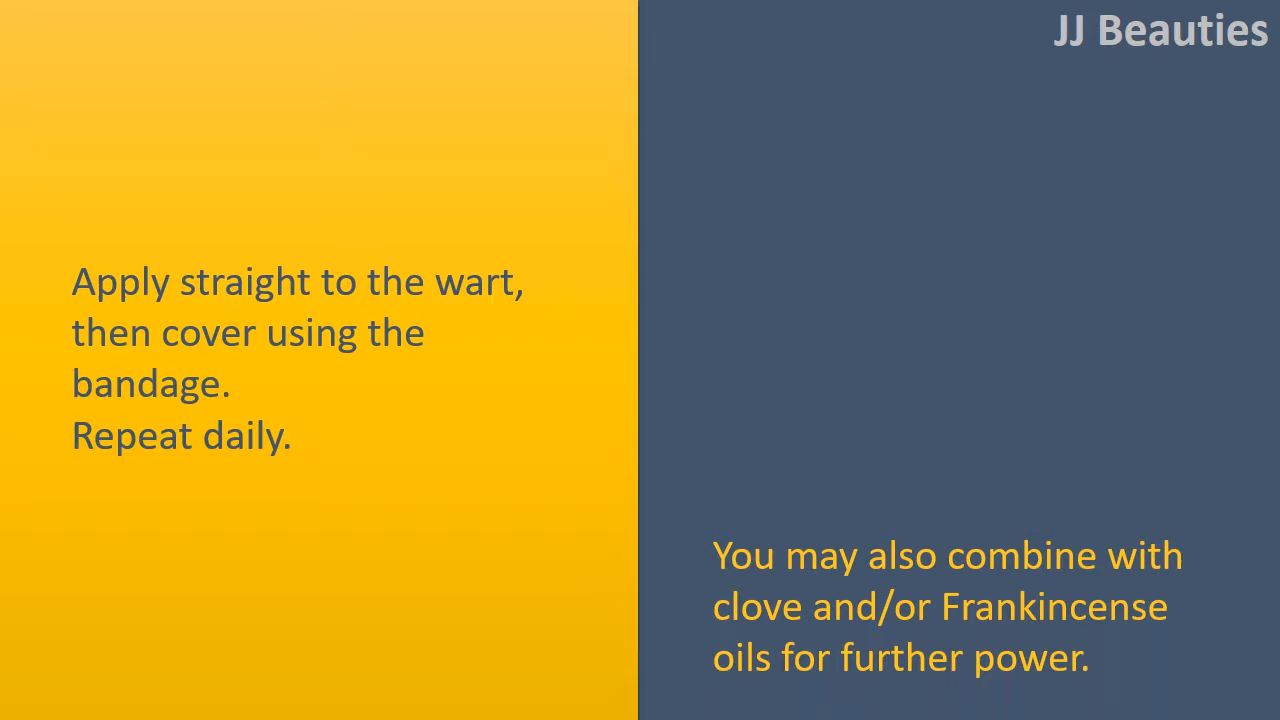 JJ Beauties
Apply straight to the wart,
then cover using the
bandage.
Repeat daily.
You may also combine with
clove and/or Frankincense
oils for further power.